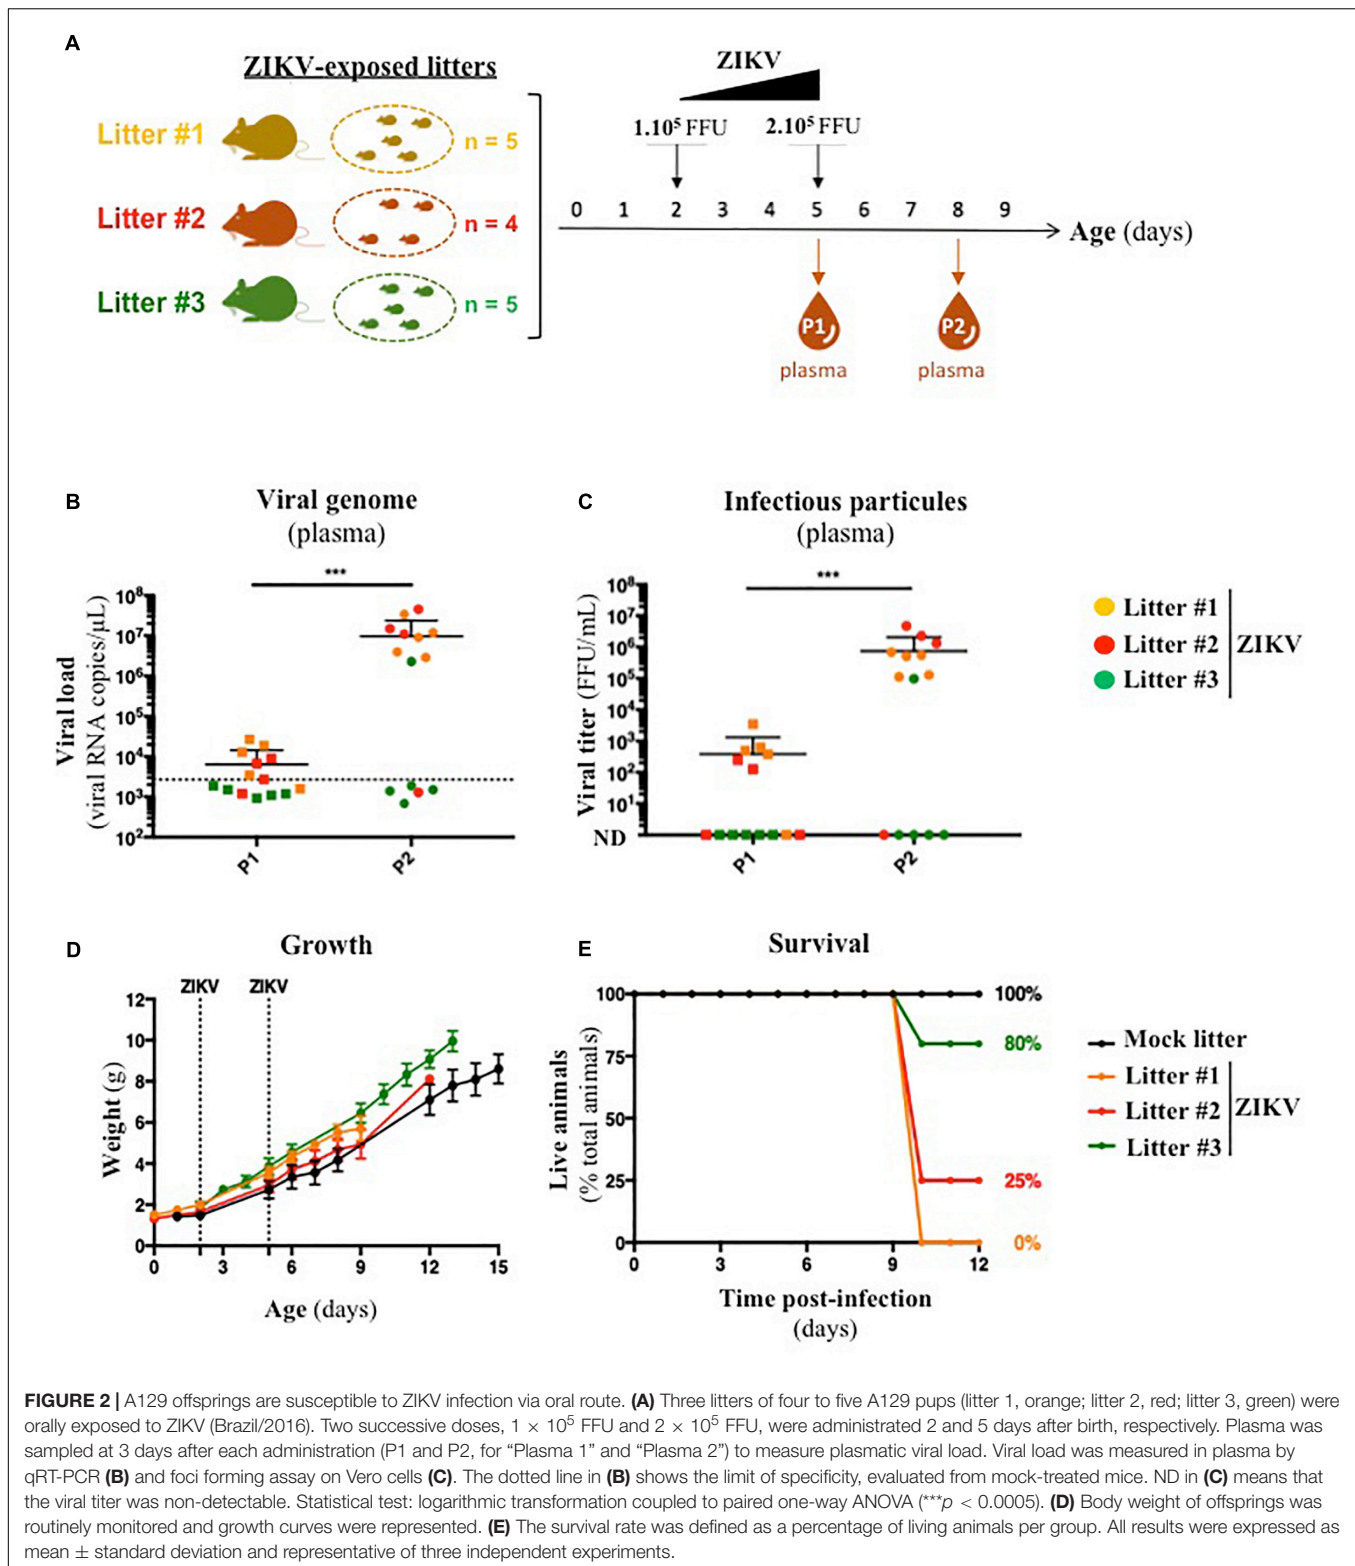 A
ZIKV-exposed litters
Litter #1
n = 5
Litter #2
n = 4
Litter #3
n = 5
ZIKV
1.10⁵ FFU
2.10⁵ FFU
0 1 2 3 4 5 6 7 8 9
Age (days)
P1
P2
plasma
plasma
B
Viral genome
(plasma)
***
Viral load
(viral RNA copies/µL)
10⁸
10⁷
10⁶
10⁵
10⁴
10³
10²
P1
P2
C
Infectious particules
(plasma)
***
Viral titer (FFU/mL)
10⁸
10⁷
10⁶
10⁵
10⁴
10³
10²
10¹
ND
P1
P2
Litter #1
Litter #2
Litter #3
ZIKV
D
Growth
ZIKV
ZIKV
Weight (g)
12
10
8
6
4
2
0
0 3 6 9 12 15
Age (days)
E
Survival
Live animals
(% total animals)
100
75
50
25
0
100%
80%
25%
0%
0 3 6 9 12
Time post-infection
(days)
Mock litter
Litter #1
Litter #2
Litter #3
ZIKV
FIGURE 2 | A129 offsprings are susceptible to ZIKV infection via oral route. (A) Three litters of four to five A129 pups (litter 1, orange; litter 2, red; litter 3, green) were
orally exposed to ZIKV (Brazil/2016). Two successive doses, 1 × 10⁵ FFU and 2 × 10⁵ FFU, were administrated 2 and 5 days after birth, respectively. Plasma was
sampled at 3 days after each administration (P1 and P2, for “Plasma 1” and “Plasma 2”) to measure plasmatic viral load. Viral load was measured in plasma by
qRT-PCR (B) and foci forming assay on Vero cells (C). The dotted line in (B) shows the limit of specificity, evaluated from mock-treated mice. ND in (C) means that
the viral titer was non-detectable. Statistical test: logarithmic transformation coupled to paired one-way ANOVA (***p < 0.0005). (D) Body weight of offsprings was
routinely monitored and growth curves were represented. (E) The survival rate was defined as a percentage of living animals per group. All results were expressed as
mean ± standard deviation and representative of three independent experiments.